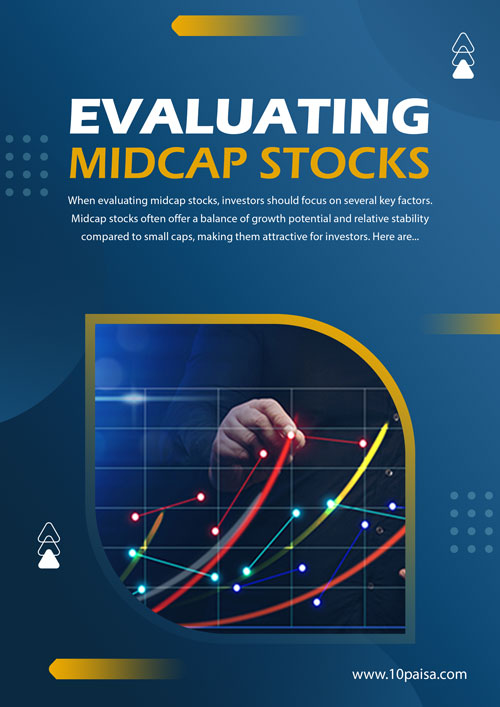 EVALUATING
MIDCAP STOCKS
When evaluating midcap stocks, investors should focus on several key factors.
Midcap stocks often offer a balance of growth potential and relative stability
compared to small caps, making them attractive for investors. Here are...
www.10paisa.com